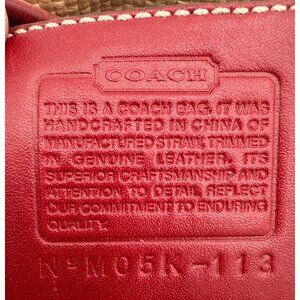 COACH
THIS IS A COACH BAG. IT WAS
HANDCRAFTED IN CHINA OF
MANUFACTURED STRAW, TRIMMED
IN GENUINE LEATHER. ITS
SUPERIOR CRAFTSMANSHIP AND
ATTENTION TO DETAIL REFLECT
OUR COMMITMENT TO ENDURING
QUALITY.
Nº M05K-113